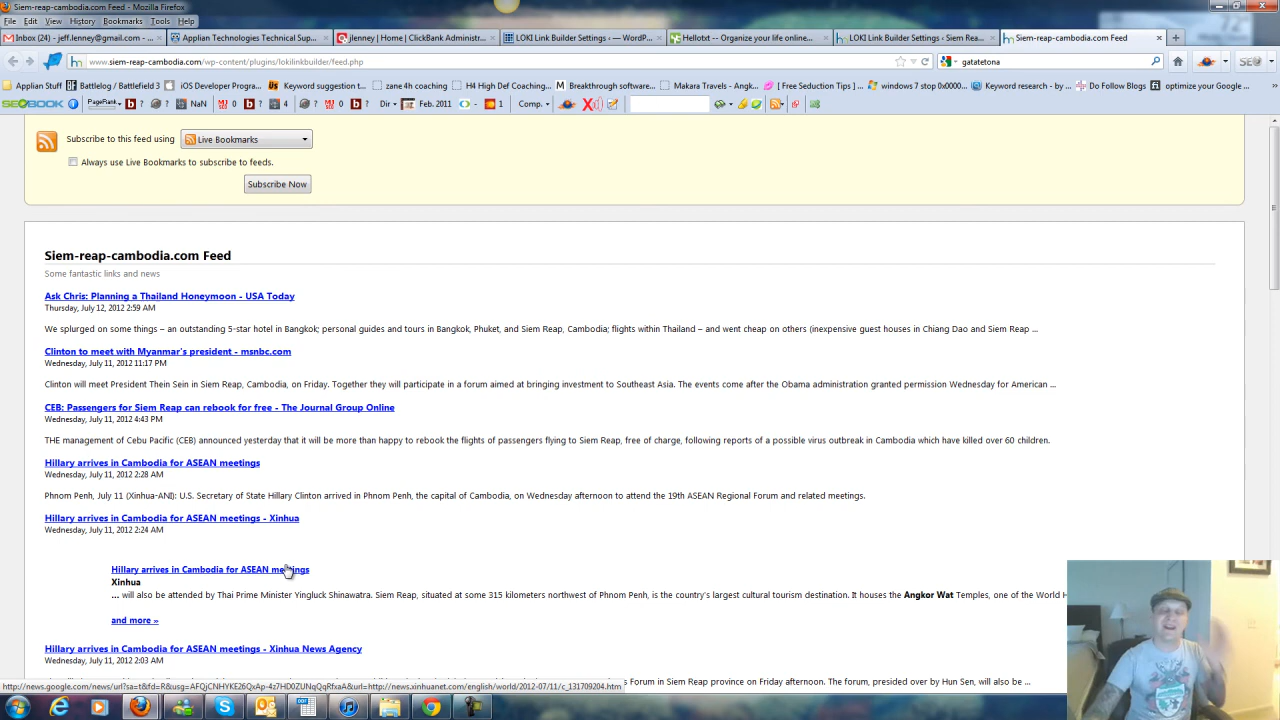 Siem-reap-cambodia.com Feed - Mozilla Firefox
File Edit View History Bookmarks Tools Help
Inbox (24) - jeff.lenney@gmail.com - ... Applian Technologies Technical Sup... jlenney | Home | ClickBank Administ... LOKI Link Builder Settings ‹ — WordP... Hellotxt -- Organize your life online... LOKI Link Builder Settings ‹ Siem Rea... Siem-reap-cambodia.com Feed
www.siem-reap-cambodia.com/wp-content/plugins/lokilinkbuilder/feed.php gatatetona
Applian Stuff Battlelog / Battlefield 3 iOS Developer Progra... zane 4h coaching H4 High Def Coaching M Breakthrough software... Makara Travels - Angk... [ Free Seduction Tips ] ... windows 7 stop 0x0000... Keyword research - by ... Do Follow Blogs optimize your Google ...
SEOBOOK PageRank ? NaN 0 4 ? 0 ? Dir Feb. 2011 - 1 Comp.
Subscribe to this feed using Live Bookmarks
Always use Live Bookmarks to subscribe to feeds.
Subscribe Now
Siem-reap-cambodia.com Feed
Some fantastic links and news
Ask Chris: Planning a Thailand Honeymoon - USA Today
Thursday, July 12, 2012 2:59 AM
We splurged on some things – an outstanding 5-star hotel in Bangkok; personal guides and tours in Bangkok, Phuket, and Siem Reap, Cambodia; flights within Thailand – and went cheap on others (inexpensive guest houses in Chiang Dao and Siem Reap ...
Clinton to meet with Myanmar's president - msnbc.com
Wednesday, July 11, 2012 11:17 PM
Clinton will meet President Thein Sein in Siem Reap, Cambodia, on Friday. Together they will participate in a forum aimed at bringing investment to Southeast Asia. The events come after the Obama administration granted permission Wednesday for American ...
CEB: Passengers for Siem Reap can rebook for free - The Journal Group Online
Wednesday, July 11, 2012 4:43 PM
THE management of Cebu Pacific (CEB) announced yesterday that it will be more than happy to rebook the flights of passengers flying to Siem Reap, free of charge, following reports of a possible virus outbreak in Cambodia which have killed over 60 children.
Hillary arrives in Cambodia for ASEAN meetings
Wednesday, July 11, 2012 2:28 AM
Phnom Penh, July 11 (Xinhua-ANI): U.S. Secretary of State Hillary Clinton arrived in Phnom Penh, the capital of Cambodia, on Wednesday afternoon to attend the 19th ASEAN Regional Forum and related meetings.
Hillary arrives in Cambodia for ASEAN meetings - Xinhua
Wednesday, July 11, 2012 2:24 AM
Hillary arrives in Cambodia for ASEAN meetings
Xinhua
... will also be attended by Thai Prime Minister Yingluck Shinawatra. Siem Reap, situated at some 315 kilometers northwest of Phnom Penh, is the country's largest cultural tourism destination. It houses the Angkor Wat Temples, one of the World H
and more »
Hillary arrives in Cambodia for ASEAN meetings - Xinhua News Agency
Wednesday, July 11, 2012 2:03 AM
Forum in Siem Reap province on Friday afternoon. The forum, presided over by Hun Sen, will also be ...